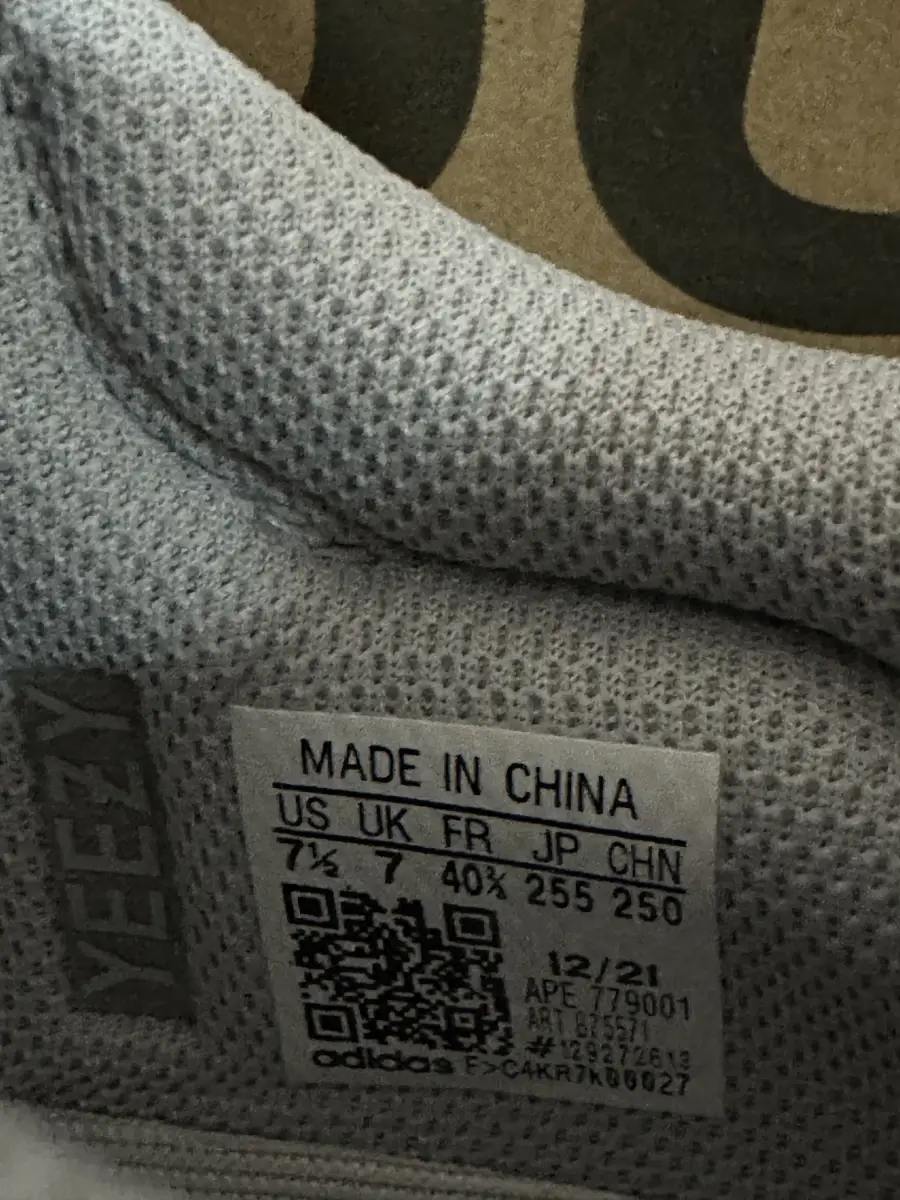 YEEZY
MADE IN CHINA
US UK FR JP CHN
7½ 7 40⅔ 255 250
12/21
APE 779001
ART B75571
#129272613
adidas F>C4KR7K00027